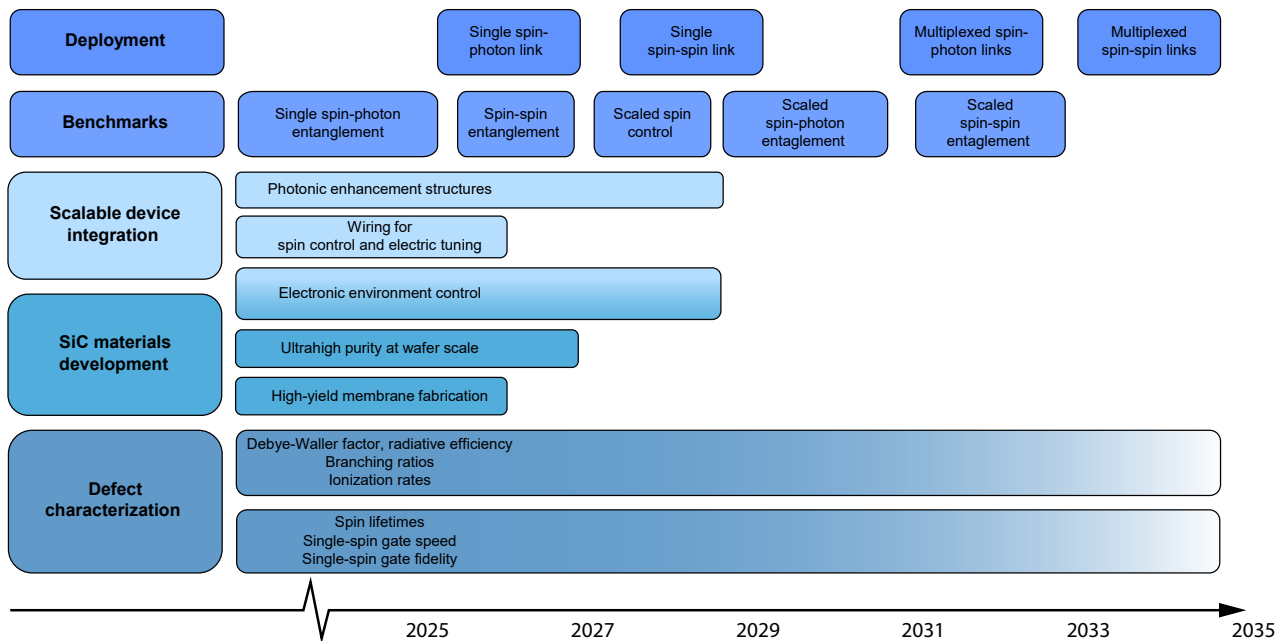 Deployment
Single spin-
photon link
Single
spin-spin link
Multiplexed spin-
photon links
Multiplexed
spin-spin links
Benchmarks
Single spin-photon
entanglement
Spin-spin
entanglement
Scaled spin
control
Scaled
spin-photon
entaglement
Scaled
spin-spin
entaglement
Scalable device
integration
Photonic enhancement structures
Wiring for
spin control and electric tuning
Electronic environment control
SiC materials
development
Ultrahigh purity at wafer scale
High-yield membrane fabrication
Defect
characterization
Debye-Waller factor, radiative efficiency
Branching ratios
Ionization rates
Spin lifetimes
Single-spin gate speed
Single-spin gate fidelity
2025 2027 2029 2031 2033 2035